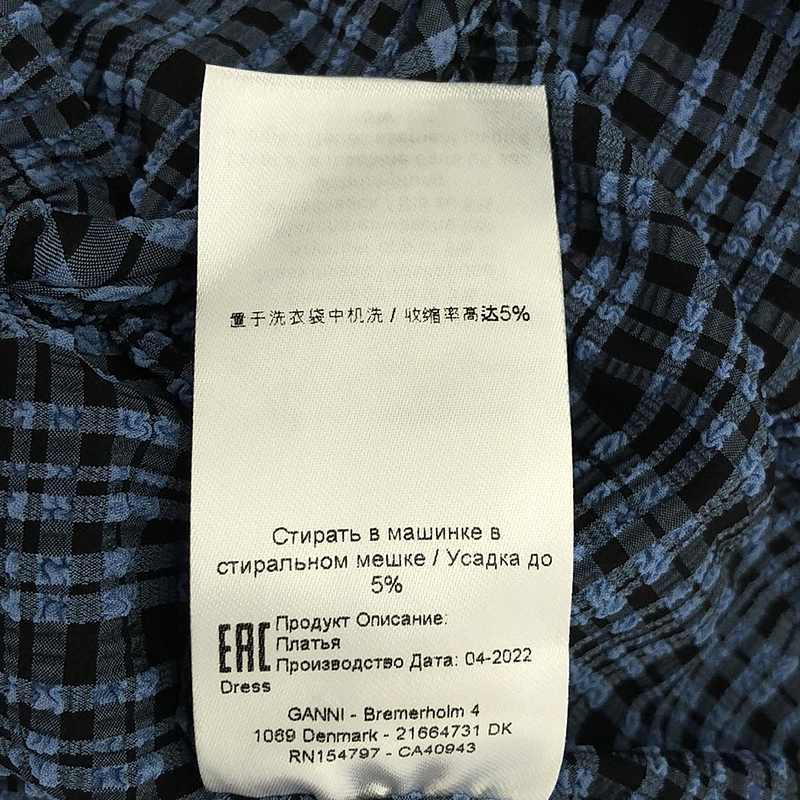 置于洗衣袋中机洗 / 收缩率高达5%
Стирать в машинке в
стиральном мешке / Усадка до
5%
EAC Продукт Описание:
Платья
Производство Дата: 04-2022
Dress
GANNI - Bremerholm 4
1069 Denmark - 21664731 DK
RN154797 - CA40943